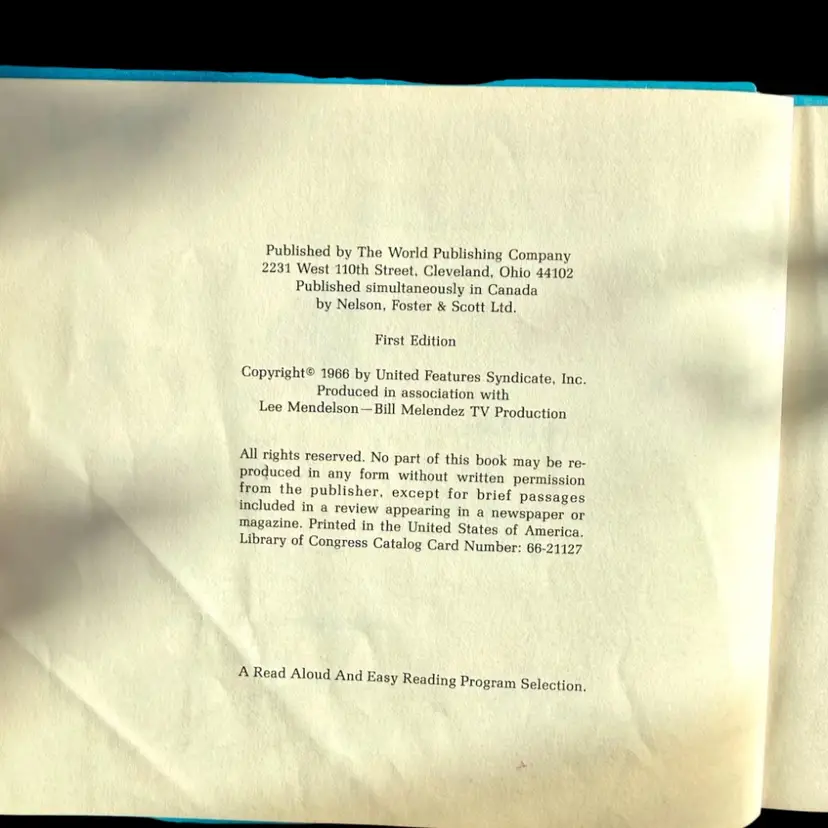 Published by The World Publishing Company
2231 West 110th Street, Cleveland, Ohio 44102
Published simultaneously in Canada
by Nelson, Foster & Scott Ltd.
First Edition
Copyright© 1966 by United Features Syndicate, Inc.
Produced in association with
Lee Mendelson—Bill Melendez TV Production
All rights reserved. No part of this book may be re-
produced in any form without written permission
from the publisher, except for brief passages
included in a review appearing in a newspaper or
magazine. Printed in the United States of America.
Library of Congress Catalog Card Number: 66-21127
A Read Aloud And Easy Reading Program Selection.